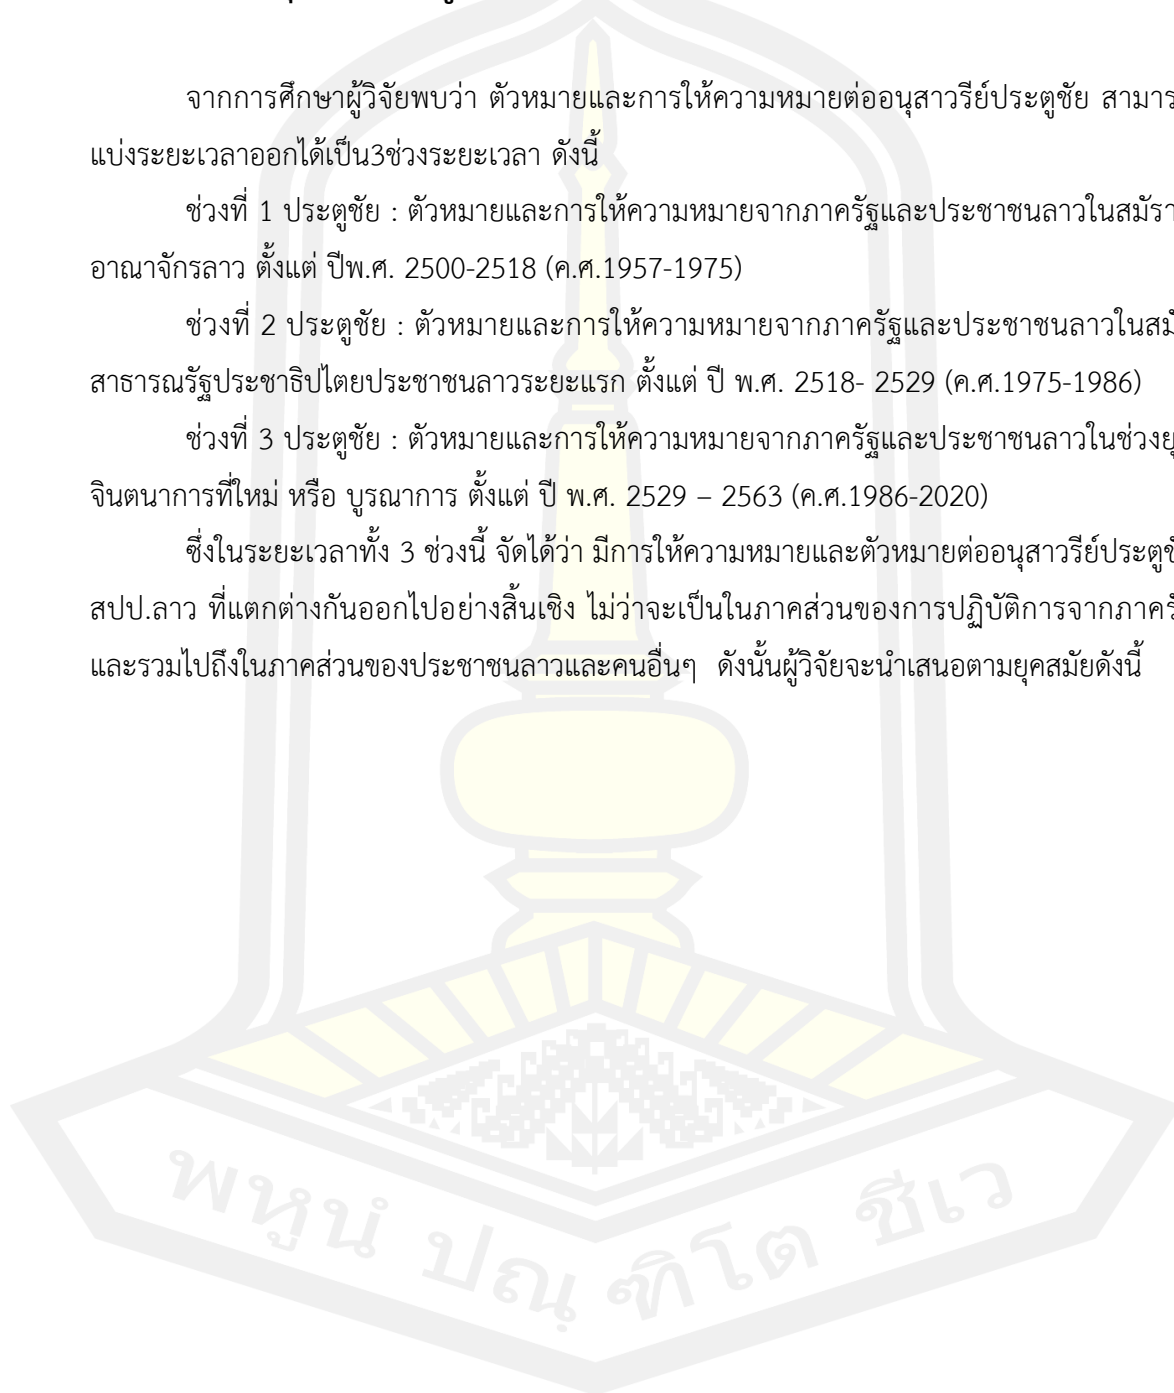 จากการศึกษาผู้วิจัยพบว่า ตัวหมายและการให้ความหมายต่ออนุสาวรีย์ประตูชัย
แบ่งระยะเวลาออกได้เป็น3ช่วงระยะเวลา ดังนี้
ช่วงที่ 1 ประตูชัย : ตัวหมายและการให้ความหมายจากภาครัฐและประชาชนลาวใน
อาณาจักรลาว ตั้งแต่ ปีพ.ศ. 2500-2518 (ค.ศ.1957-1975)
ช่วงที่ 2 ประตูชัย : ตัวหมายและการให้ความหมายจากภาครัฐและประชาชนลาวใน
สาธารณรัฐประชาธิปไตยประชาชนลาวระยะแรก ตั้งแต่ ปี พ.ศ. 2518- 2529 (ค.ศ.1975-1986)
ช่วงที่ 3 ประตูชัย : ตัวหมายและการให้ความหมายจากภาครัฐและประชาชนลาวในช่วง
จินตนาการที่ใหม่ หรือ บูรณาการ ตั้งแต่ ปี พ.ศ. 2529 – 2563 (ค.ศ.1986-2020)
ซึ่งในระยะเวลาทั้ง 3 ช่วงนี้ จัดได้ว่า มีการให้ความหมายและตัวหมายต่ออนุสาวรีย์
สปป.ลาว ที่แตกต่างกันออกไปอย่างสิ้นเชิง ไม่ว่าจะเป็นในภาคส่วนของการปฏิบัติการจาก
และรวมไปถึงในภาคส่วนของประชาชนลาวและคนอื่นๆ ดังนั้นผู้วิจัยจะนำเสนอตามยุคสมัยดังนี้
พหูนํ ปณฺฑิโต ชีเว